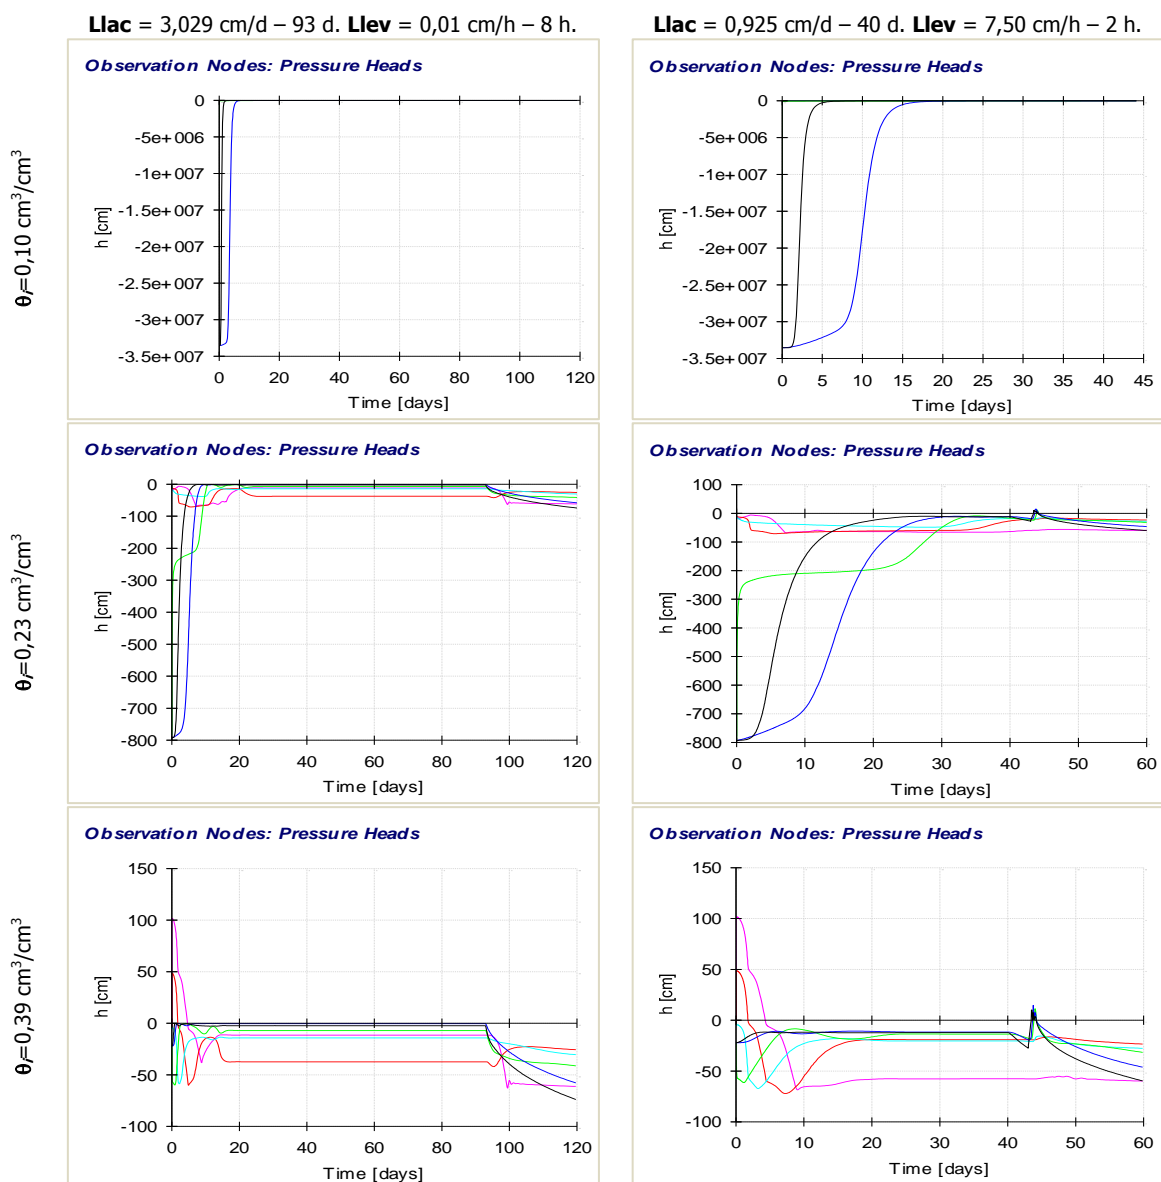 Llac = 3,029 cm/d – 93 d. Llev = 0,01 cm/h – 8 h.
Llac = 0,925 cm/d – 40 d. Llev = 7,50 cm/h – 2 h.
θi=0,10 cm³/cm³
Observation Nodes: Pressure Heads
0
-5e+006
-1e+007
-1.5e+007
-2e+007
-2.5e+007
-3e+007
-3.5e+007
h [cm]
0 20 40 60 80 100 120
Time [days]
Observation Nodes: Pressure Heads
0
-5e+006
-1e+007
-1.5e+007
-2e+007
-2.5e+007
-3e+007
-3.5e+007
h [cm]
0 5 10 15 20 25 30 35 40 45
Time [days]
θi=0,23 cm³/cm³
Observation Nodes: Pressure Heads
0
-100
-200
-300
-400
-500
-600
-700
-800
h [cm]
0 20 40 60 80 100 120
Time [days]
Observation Nodes: Pressure Heads
100
0
-100
-200
-300
-400
-500
-600
-700
-800
h [cm]
0 10 20 30 40 50 60
Time [days]
θi=0,39 cm³/cm³
Observation Nodes: Pressure Heads
150
100
50
0
-50
-100
h [cm]
0 20 40 60 80 100 120
Time [days]
Observation Nodes: Pressure Heads
150
100
50
0
-50
-100
h [cm]
0 10 20 30 40 50 60
Time [days]